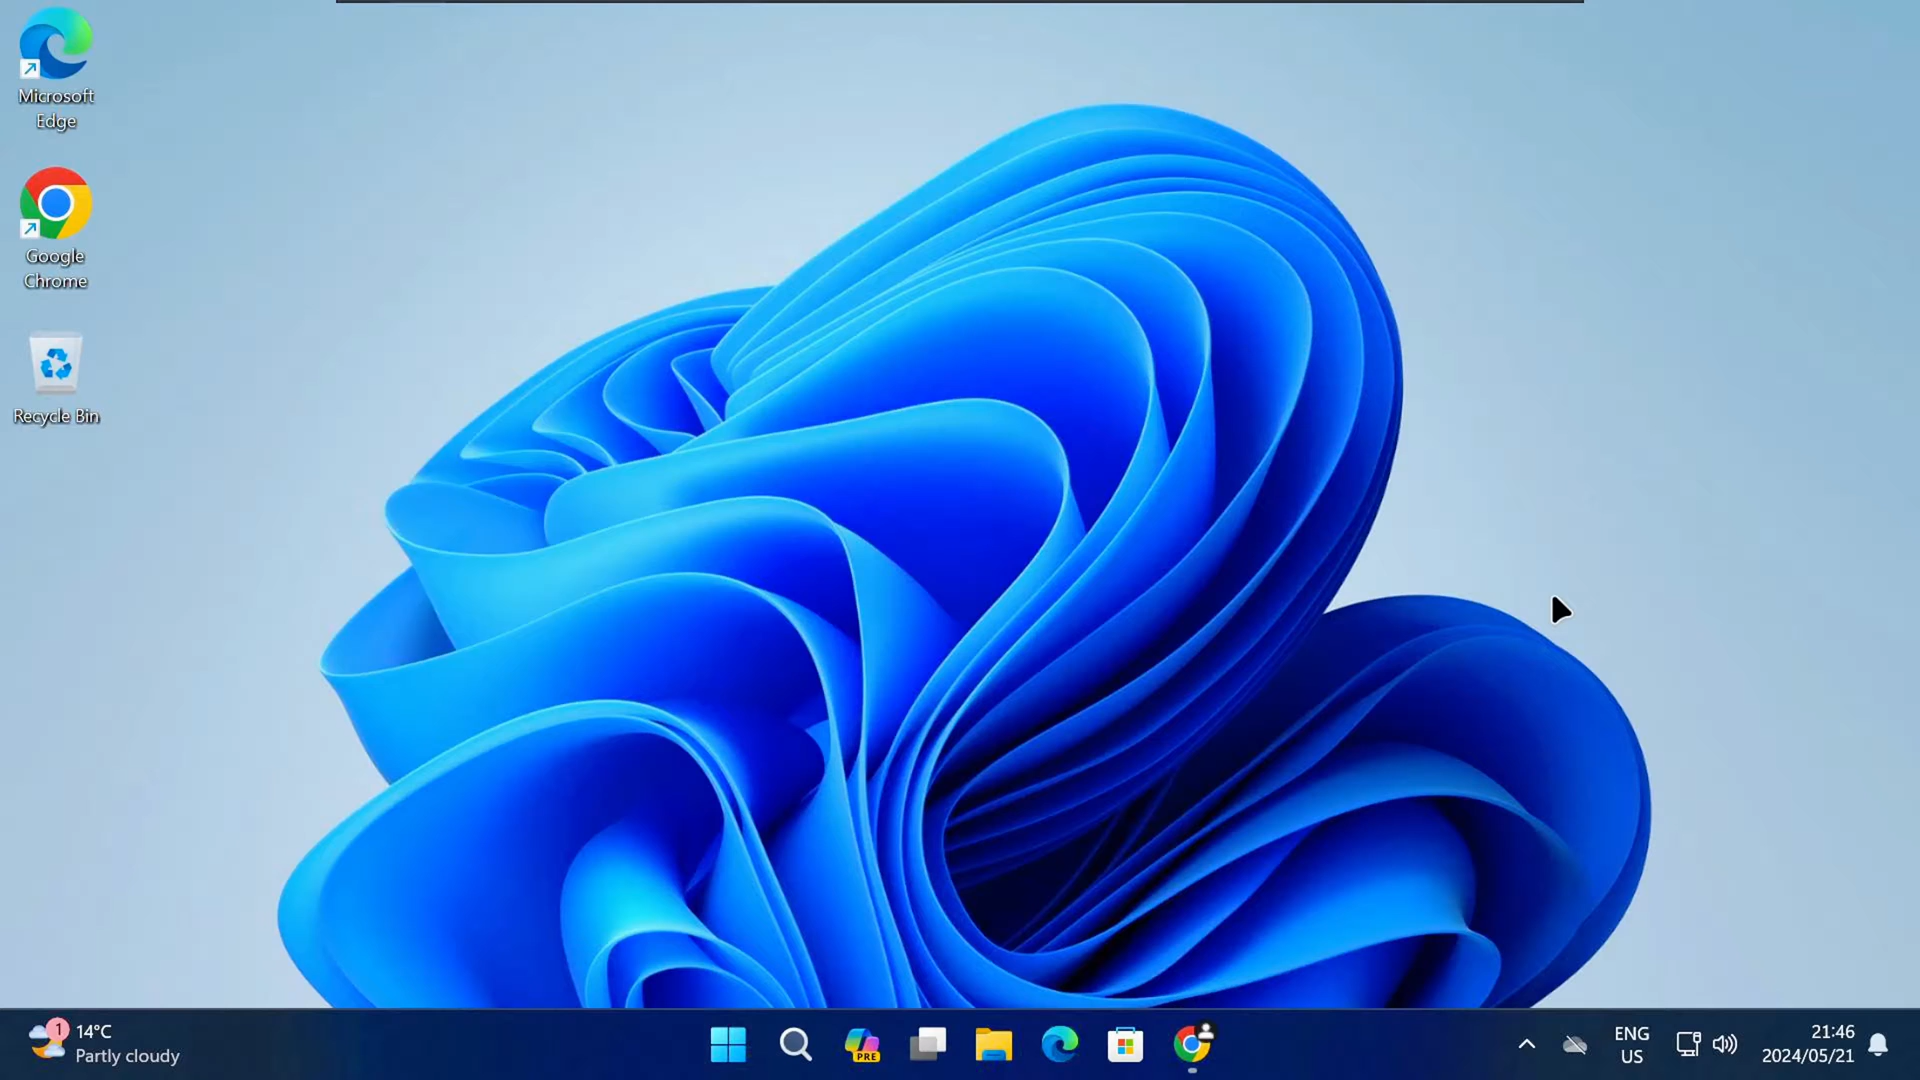 Microsoft
Edge
Google
Chrome
Recycle Bin
1
14°C
Partly cloudy
PRE
ENG
US
21:46
2024/05/21